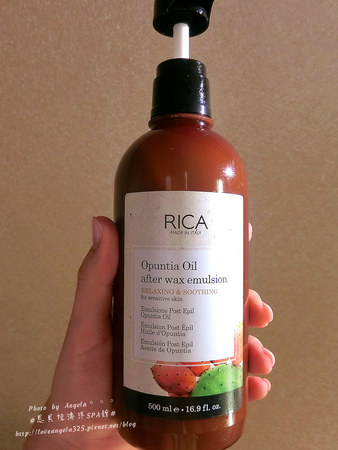 RICA
MADE IN ITALY
Opuntia Oil
after wax emulsion
RELAXING & SOOTHING
for sensitive skin
Emulsione Post Epil
Opuntia Oil
Émulsion Post Epil
Huile d'Opuntia
Emulsión Post Epil
Aceite de Opuntia
500 ml e • 16.9 fl. oz.
Photo by Angela
http://loveangela325.pixnet.net/blog